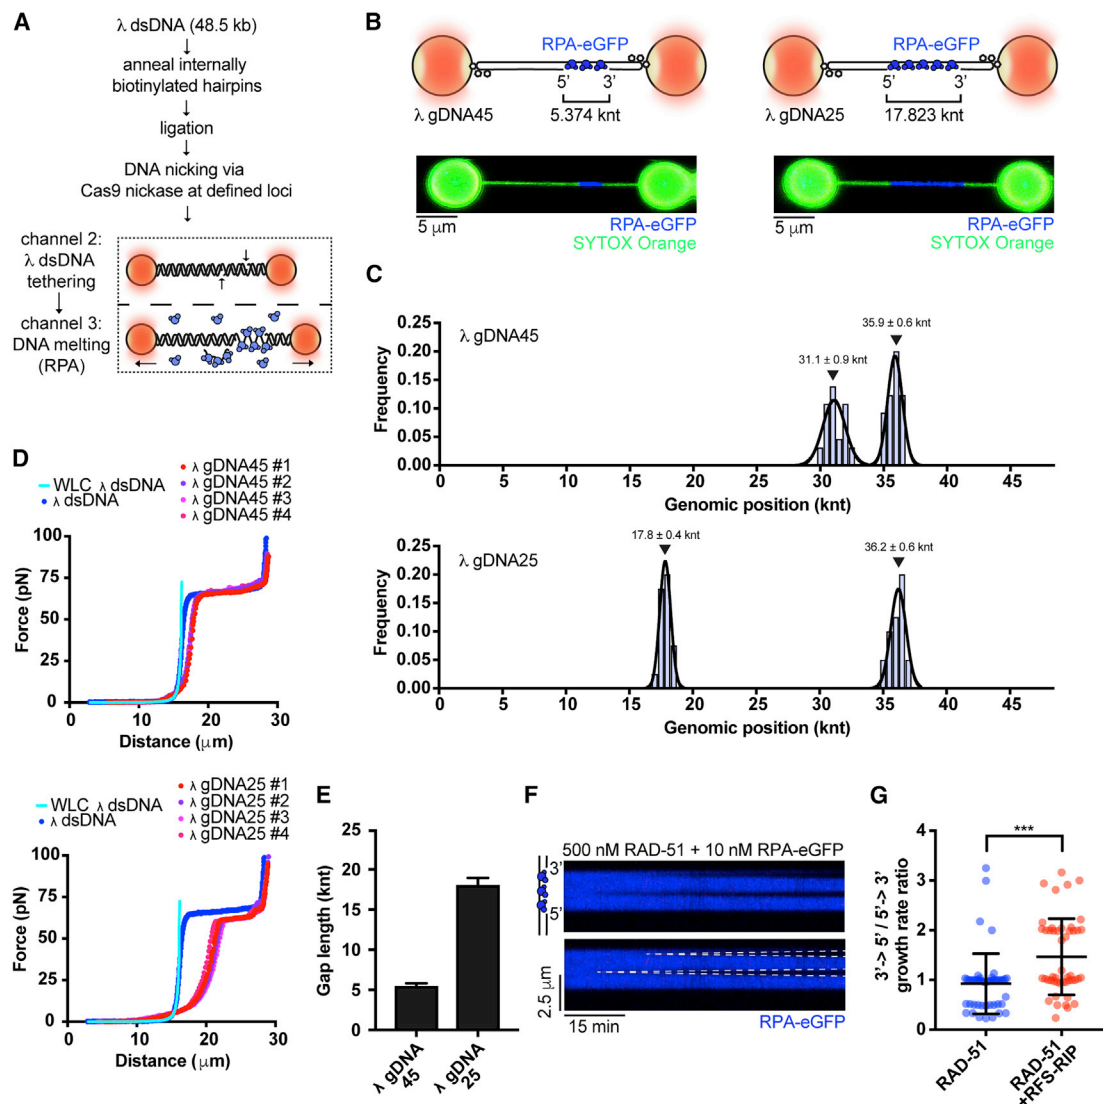 A
λ dsDNA (48.5 kb)
anneal internally
biotinylated hairpins
ligation
DNA nicking via
Cas9 nickase at defined loci
channel 2:
λ dsDNA
tethering
channel 3:
DNA melting
(RPA)
B
RPA-eGFP
5' 3'
λ gDNA45
5.374 knt
5 μm
RPA-eGFP
SYTOX Orange
RPA-eGFP
5' 3'
λ gDNA25
17.823 knt
5 μm
RPA-eGFP
SYTOX Orange
C
λ gDNA45
31.1 ± 0.9 knt
35.9 ± 0.6 knt
Frequency
0.25
0.20
0.15
0.10
0.05
0.00
0 5 10 15 20 25 30 35 40 45
Genomic position (knt)
λ gDNA25
17.8 ± 0.4 knt
36.2 ± 0.6 knt
Frequency
0.25
0.20
0.15
0.10
0.05
0.00
0 5 10 15 20 25 30 35 40 45
Genomic position (knt)
D
WLC λ dsDNA
λ dsDNA
λ gDNA45 #1
λ gDNA45 #2
λ gDNA45 #3
λ gDNA45 #4
Force (pN)
100
75
50
25
0
0 10 20 30
Distance (μm)
WLC λ dsDNA
λ dsDNA
λ gDNA25 #1
λ gDNA25 #2
λ gDNA25 #3
λ gDNA25 #4
Force (pN)
100
75
50
25
0
0 10 20 30
Distance (μm)
E
Gap length (knt)
25
20
15
10
5
0
λ gDNA
45
λ gDNA
25
F
500 nM RAD-51 + 10 nM RPA-eGFP
3'
5'
2.5 μm
15 min
RPA-eGFP
G
***
3'-> 5' / 5'-> 3'
growth rate ratio
4
3
2
1
0
RAD-51
RAD-51
+RFS-RIP